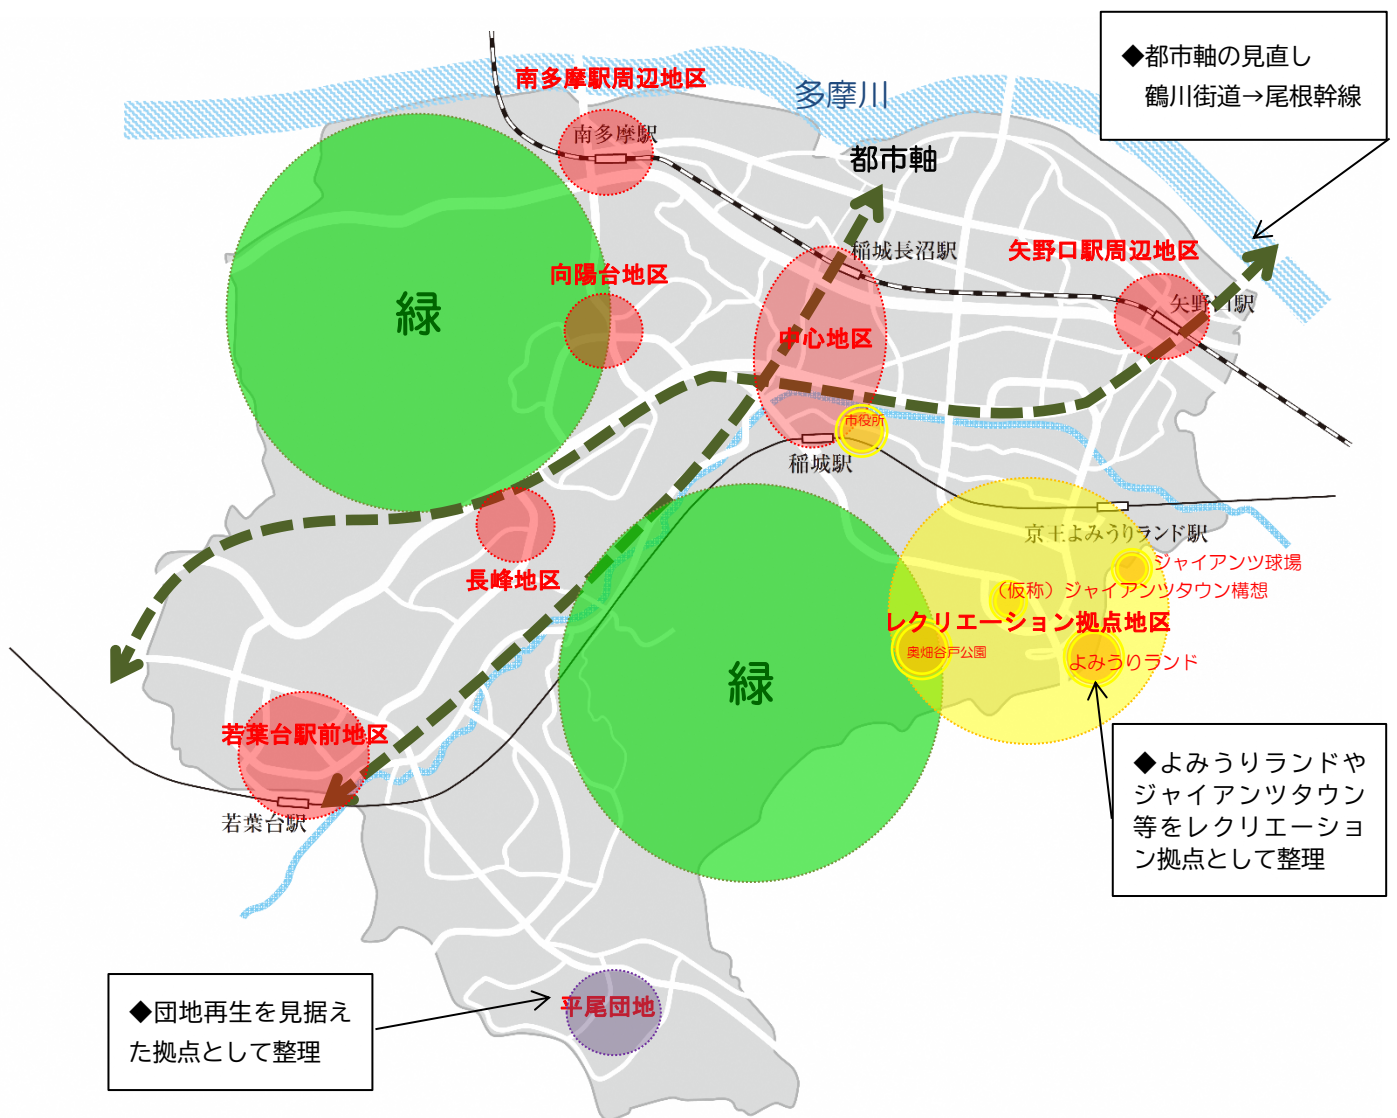 ◆都市軸の見直し
鶴川街道→尾根幹線
南多摩駅周辺地区
多摩川
南多摩駅
都市軸
稲城長沼駅
矢野口駅周辺地区
向陽台地区
緑
矢野口駅
中心地区
市役所
稲城駅
京王よみうりランド駅
長峰地区
ジャイアンツ球場
（仮称）ジャイアンツタウン構想
レクリエーション拠点地区
奥畑谷戸公園
よみうりランド
緑
若葉台駅前地区
若葉台駅
◆よみうりランドや
ジャイアンツタウン
等をレクリエーショ
ン拠点として整理
◆団地再生を見据え
た拠点として整理
平尾団地